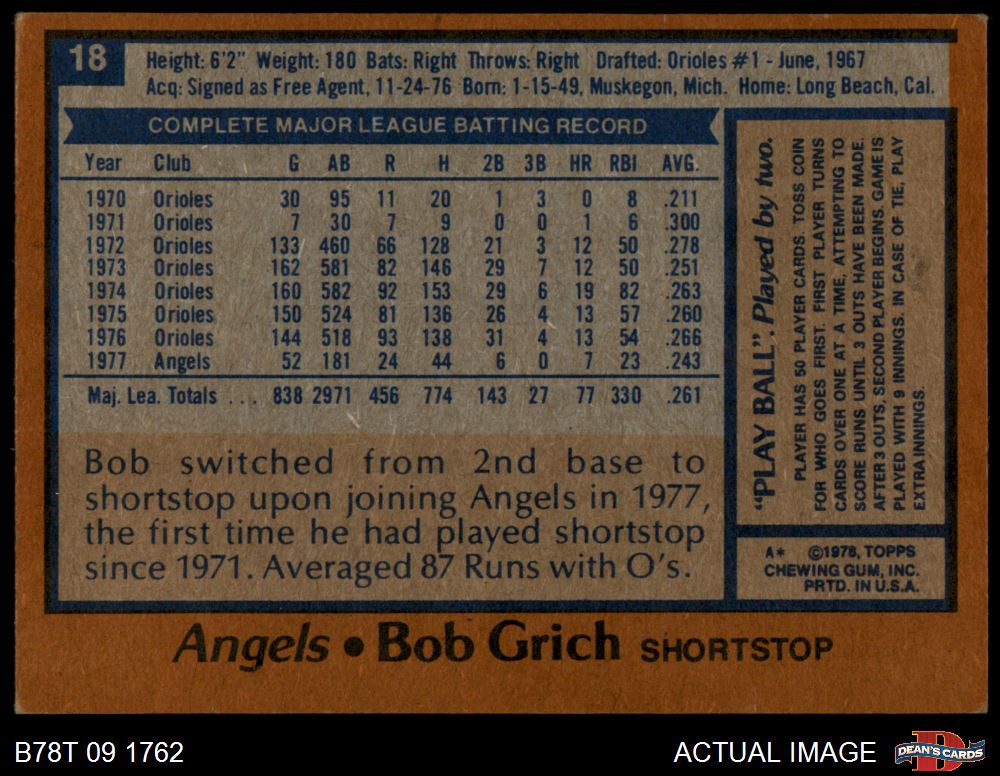 18
Height: 6'2" Weight: 180 Bats: Right Throws: Right Drafted: Orioles #1 - June, 1967
Acq: Signed as Free Agent, 11-24-76 Born: 1-15-49, Muskegon, Mich. Home: Long Beach, Cal.
COMPLETE MAJOR LEAGUE BATTING RECORD
Year Club G AB R H 2B 3B HR RBI AVG.
1970 Orioles 30 95 11 20 1 3 0 8 .211
1971 Orioles 7 30 7 9 0 0 1 6 .300
1972 Orioles 133 460 66 128 21 3 12 50 .278
1973 Orioles 162 581 82 146 29 7 12 50 .251
1974 Orioles 160 582 92 153 29 6 19 82 .263
1975 Orioles 150 524 81 136 26 4 13 57 .260
1976 Orioles 144 518 93 138 31 4 13 54 .266
1977 Angels 52 181 24 44 6 0 7 23 .243
Maj. Lea. Totals . . . 838 2971 456 774 143 27 77 330 .261
Bob switched from 2nd base to
shortstop upon joining Angels in 1977,
the first time he had played shortstop
since 1971. Averaged 87 Runs with O's.
"PLAY BALL". Played by two.
PLAYER HAS 50 PLAYER CARDS. TOSS COIN
FOR WHO GOES FIRST. FIRST PLAYER TURNS
CARDS OVER ONE AT A TIME, ATTEMPTING TO
SCORE RUNS UNTIL 3 OUTS HAVE BEEN MADE.
AFTER 3 OUTS, SECOND PLAYER BEGINS. GAME IS
PLAYED WITH 9 INNINGS. IN CASE OF TIE, PLAY
EXTRA INNINGS.
A* ©1978, TOPPS
CHEWING GUM, INC.
PRTD. IN U.S.A.
Angels • Bob Grich SHORTSTOP
B78T 09 1762
ACTUAL IMAGE
DEAN'S CARDS